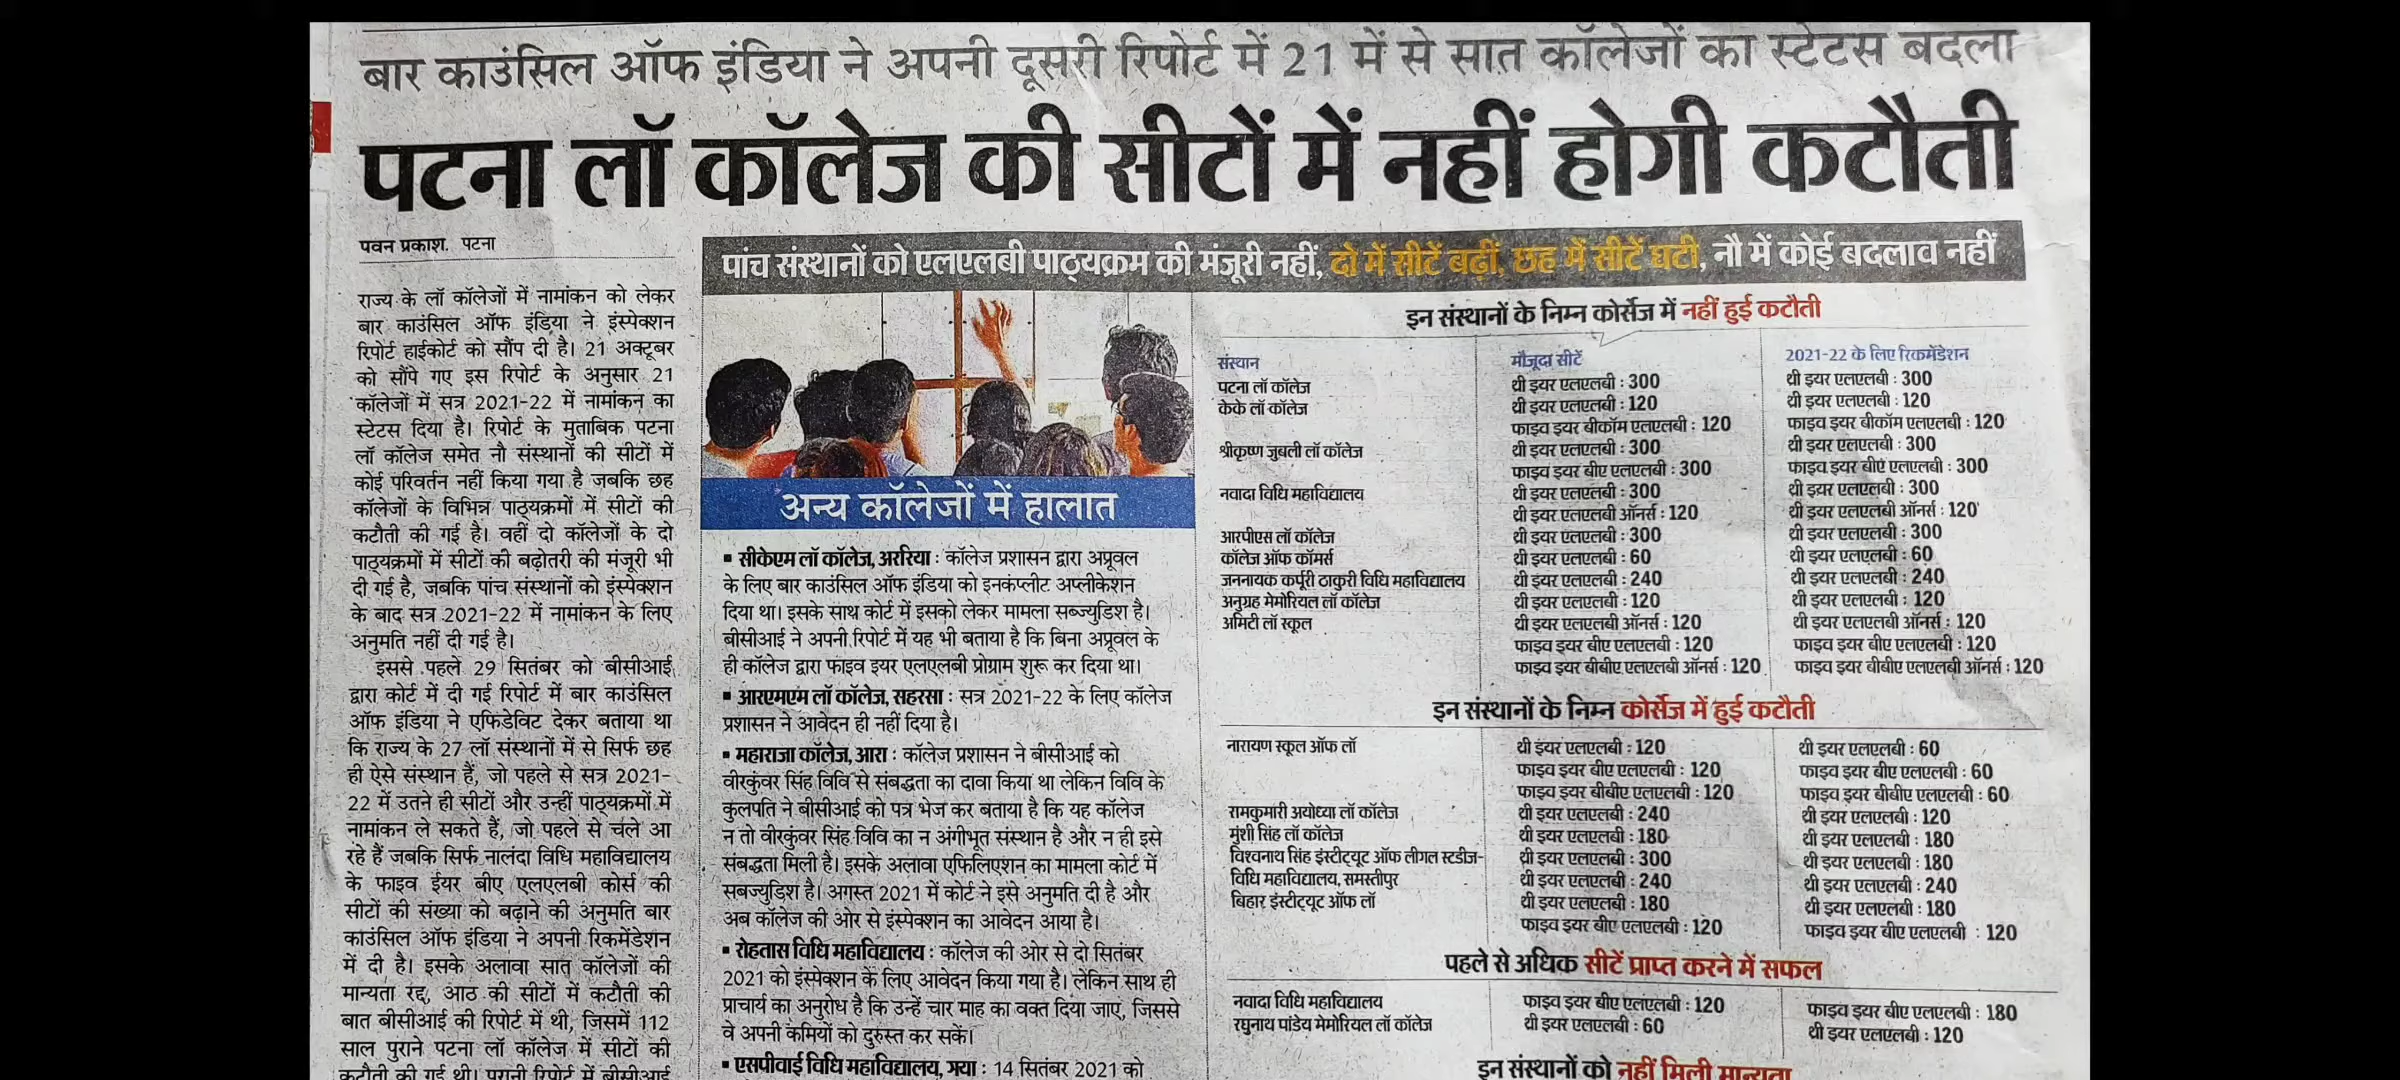 बार काउंसिल ऑफ इंडिया ने अपनी दूसरी रिपोर्ट में 21 में से सात कॉलेजों का स्टेटस बदला
पटना लॉ कॉलेज की सीटों में नहीं होगी कटौती
पवन प्रकाश. पटना
राज्य के लॉ कॉलेजों में नामांकन को लेकर
बार काउंसिल ऑफ इंडिया ने इंस्पेक्शन
रिपोर्ट हाईकोर्ट को सौंप दी है। 21 अक्टूबर
को सौंपे गए इस रिपोर्ट के अनुसार 21
कॉलेजों में सत्र 2021-22 में नामांकन का
स्टेटस दिया है। रिपोर्ट के मुताबिक पटना
लॉ कॉलेज समेत नौ संस्थानों की सीटों में
कोई परिवर्तन नहीं किया गया है जबकि छह
कॉलेजों के विभिन्न पाठ्यक्रमों में सीटों की
कटौती की गई है। वहीं दो कॉलेजों के दो
पाठ्यक्रमों में सीटों की बढ़ोतरी की मंजूरी भी
दी गई है, जबकि पांच संस्थानों को इंस्पेक्शन
के बाद सत्र 2021-22 में नामांकन के लिए
अनुमति नहीं दी गई है।
इससे पहले 29 सितंबर को बीसीआई
द्वारा कोर्ट में दी गई रिपोर्ट में बार काउंसिल
ऑफ इंडिया ने एफिडेविट देकर बताया था
कि राज्य के 27 लॉ संस्थानों में से सिर्फ छह
ही ऐसे संस्थान हैं, जो पहले से सत्र 2021-
22 में उतने ही सीटों और उन्हीं पाठ्यक्रमों में
नामांकन ले सकते हैं, जो पहले से चले आ
रहे हैं जबकि सिर्फ नालंदा विधि महाविद्यालय
के फाइव ईयर बीए एलएलबी कोर्स की
सीटों की संख्या को बढ़ाने की अनुमति बार
काउंसिल ऑफ इंडिया ने अपनी रिकमेंडेशन
में दी है। इसके अलावा सात कॉलेजों की
मान्यता रद्द, आठ की सीटों में कटौती की
बात बीसीआई की रिपोर्ट में थी, जिसमें 112
साल पुराने पटना लॉ कॉलेज में सीटों की
कटौती की गई थी। पुरानी रिपोर्ट में बीसीआई
पांच संस्थानों को एलएलबी पाठ्यक्रम की मंजूरी नहीं, दो में सीटें बढ़ीं, छह में सीटें घटी, नौ में कोई बदलाव नहीं
अन्य कॉलेजों में हालात
▪ सीकेएम लॉ कॉलेज, अररिया : कॉलेज प्रशासन द्वारा अप्रूवल
के लिए बार काउंसिल ऑफ इंडिया को इनकंप्लीट अप्लीकेशन
दिया था। इसके साथ कोर्ट में इसको लेकर मामला सब्ज्युडिश है।
बीसीआई ने अपनी रिपोर्ट में यह भी बताया है कि बिना अप्रूवल के
ही कॉलेज द्वारा फाइव इयर एलएलबी प्रोग्राम शुरू कर दिया था।
▪ आरएमएम लॉ कॉलेज, सहरसा : सत्र 2021-22 के लिए कॉलेज
प्रशासन ने आवेदन ही नहीं दिया है।
▪ महाराजा कॉलेज, आरा : कॉलेज प्रशासन ने बीसीआई को
वीरकुंवर सिंह विवि से संबद्धता का दावा किया था लेकिन विवि के
कुलपति ने बीसीआई को पत्र भेज कर बताया है कि यह कॉलेज
न तो वीरकुंवर सिंह विवि का न अंगीभूत संस्थान है और न ही इसे
संबद्धता मिली है। इसके अलावा एफिलिएशन का मामला कोर्ट में
सबज्युडिश है। अगस्त 2021 में कोर्ट ने इसे अनुमति दी है और
अब कॉलेज की ओर से इंस्पेक्शन का आवेदन आया है।
▪ रोहतास विधि महाविद्यालय : कॉलेज की ओर से दो सितंबर
2021 को इंस्पेक्शन के लिए आवेदन किया गया है। लेकिन साथ ही
प्राचार्य का अनुरोध है कि उन्हें चार माह का वक्त दिया जाए, जिससे
वे अपनी कमियों को दुरुस्त कर सकें।
▪ एसपीवाई विधि महाविद्यालय, गया : 14 सितंबर 2021 को
इन संस्थानों के निम्न कोर्सेज में नहीं हुई कटौती
संस्थान मौजूदा सीटें 2021-22 के लिए रिकमेंडेशन
पटना लॉ कॉलेज थ्री इयर एलएलबी : 300 थ्री इयर एलएलबी : 300
केके लॉ कॉलेज थ्री इयर एलएलबी : 120 थ्री इयर एलएलबी : 120
फाइव इयर बीकॉम एलएलबी : 120 फाइव इयर बीकॉम एलएलबी : 120
श्रीकृष्ण जुबली लॉ कॉलेज थ्री इयर एलएलबी : 300 थ्री इयर एलएलबी : 300
फाइव इयर बीए एलएलबी : 300 फाइव इयर बीए एलएलबी : 300
नवादा विधि महाविद्यालय थ्री इयर एलएलबी : 300 थ्री इयर एलएलबी : 300
थ्री इयर एलएलबी ऑनर्स : 120 थ्री इयर एलएलबी ऑनर्स : 120
आरपीएस लॉ कॉलेज थ्री इयर एलएलबी : 300 थ्री इयर एलएलबी : 300
कॉलेज ऑफ कॉमर्स थ्री इयर एलएलबी : 60 थ्री इयर एलएलबी : 60
जननायक कर्पूरी ठाकुरी विधि महाविद्यालय थ्री इयर एलएलबी : 240 थ्री इयर एलएलबी : 240
अनुग्रह मेमोरियल लॉ कॉलेज थ्री इयर एलएलबी : 120 थ्री इयर एलएलबी : 120
अमिटी लॉ स्कूल थ्री इयर एलएलबी ऑनर्स : 120 थ्री इयर एलएलबी ऑनर्स : 120
फाइव इयर बीए एलएलबी : 120 फाइव इयर बीए एलएलबी : 120
फाइव इयर बीबीए एलएलबी ऑनर्स : 120 फाइव इयर बीबीए एलएलबी ऑनर्स : 120
इन संस्थानों के निम्न कोर्सेज में हुई कटौती
नारायण स्कूल ऑफ लॉ थ्री इयर एलएलबी : 120 थ्री इयर एलएलबी : 60
फाइव इयर बीए एलएलबी : 120 फाइव इयर बीए एलएलबी : 60
फाइव इयर बीबीए एलएलबी : 120 फाइव इयर बीबीए एलएलबी : 60
रामकुमारी अयोध्या लॉ कॉलेज थ्री इयर एलएलबी : 240 थ्री इयर एलएलबी : 120
मुंशी सिंह लॉ कॉलेज थ्री इयर एलएलबी : 180 थ्री इयर एलएलबी : 180
विश्वनाथ सिंह इंस्टीट्यूट ऑफ लीगल स्टडीज- थ्री इयर एलएलबी : 300 थ्री इयर एलएलबी : 180
विधि महाविद्यालय, समस्तीपुर थ्री इयर एलएलबी : 240 थ्री इयर एलएलबी : 240
बिहार इंस्टीट्यूट ऑफ लॉ थ्री इयर एलएलबी : 180 थ्री इयर एलएलबी : 180
फाइव इयर बीए एलएलबी : 120 फाइव इयर बीए एलएलबी : 120
पहले से अधिक सीटें प्राप्त करने में सफल
नवादा विधि महाविद्यालय फाइव इयर बीए एलएलबी : 120 फाइव इयर बीए एलएलबी : 180
रघुनाथ पांडेय मेमोरियल लॉ कॉलेज थ्री इयर एलएलबी : 60 थ्री इयर एलएलबी : 120
इन संस्थानों को नहीं मिली मान्यता